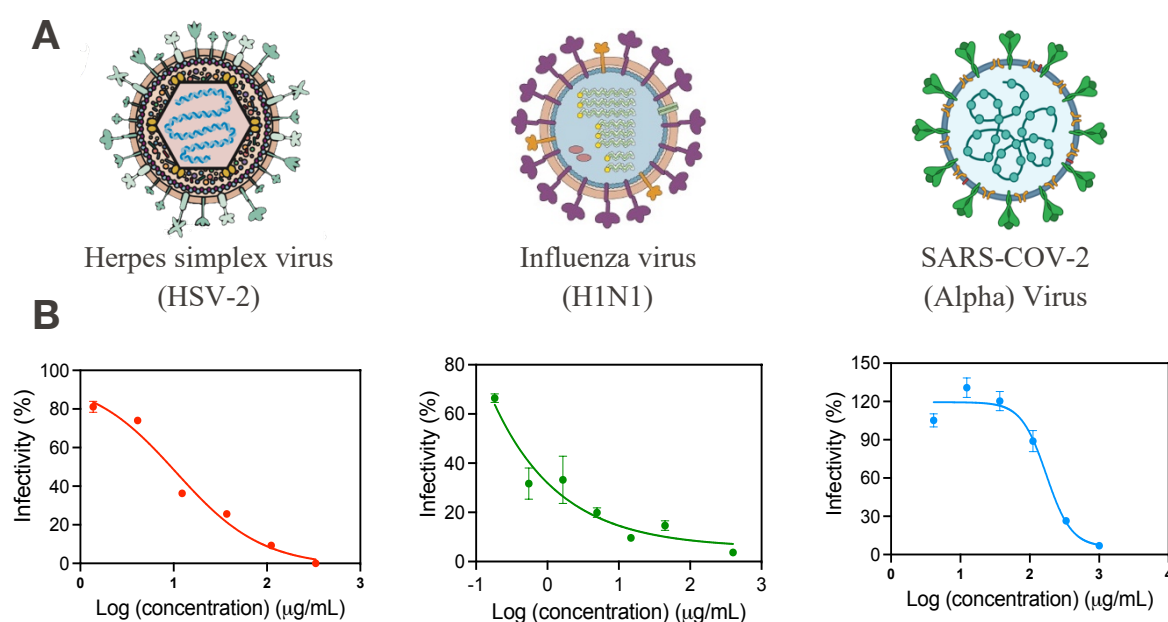 A
Herpes simplex virus
(HSV-2)
Influenza virus
(H1N1)
SARS-COV-2
(Alpha) Virus
B
Infectivity (%)
100
80
60
40
20
0
0 1 2 3
Log (concentration) (μg/mL)
Infectivity (%)
80
60
40
20
0
-1 0 1 2 3
Log (concentration) (μg/mL)
Infectivity (%)
150
120
90
60
30
0
0 1 2 3 4
Log (concentration) (μg/mL)